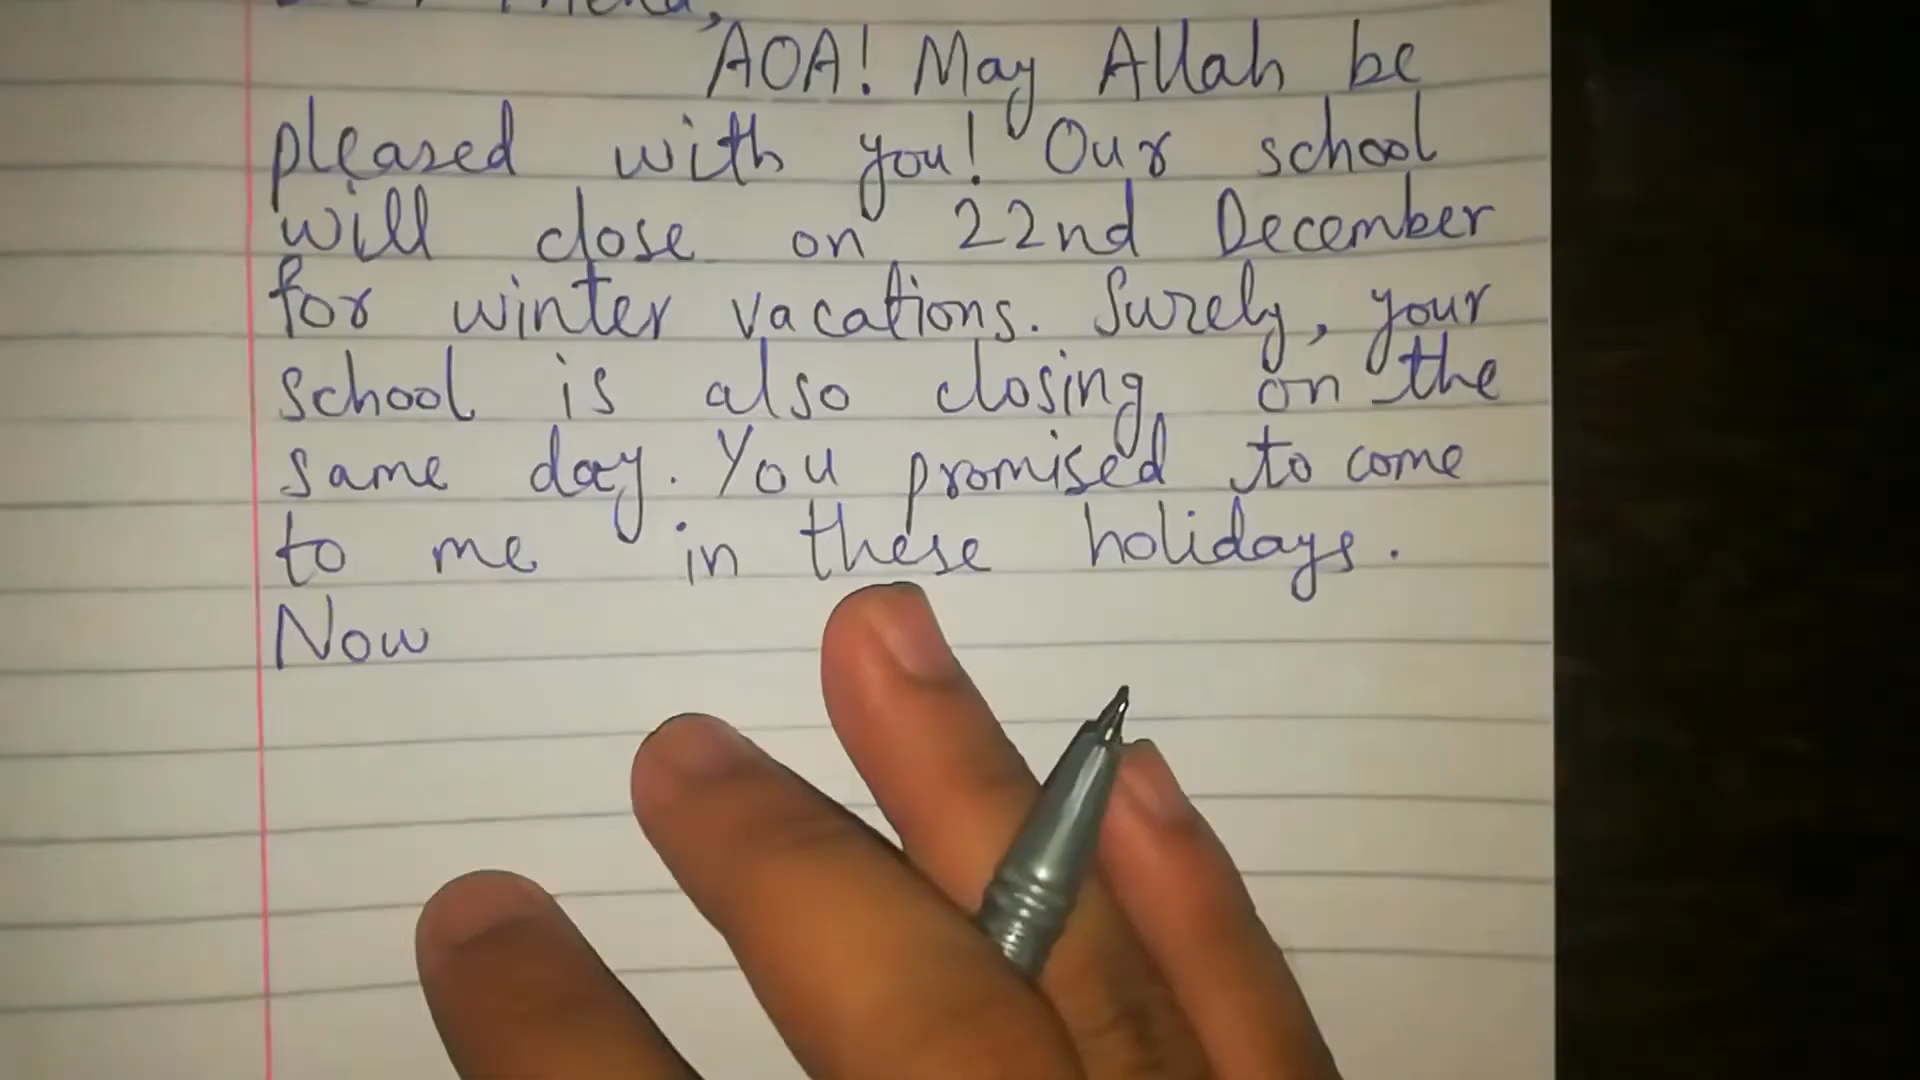 friend,
AOA! May Allah be
pleased with you! Our school
will close on 22nd December
for winter vacations. Surely, your
school is also closing on the
same day. You promised to come
to me in these holidays.
Now